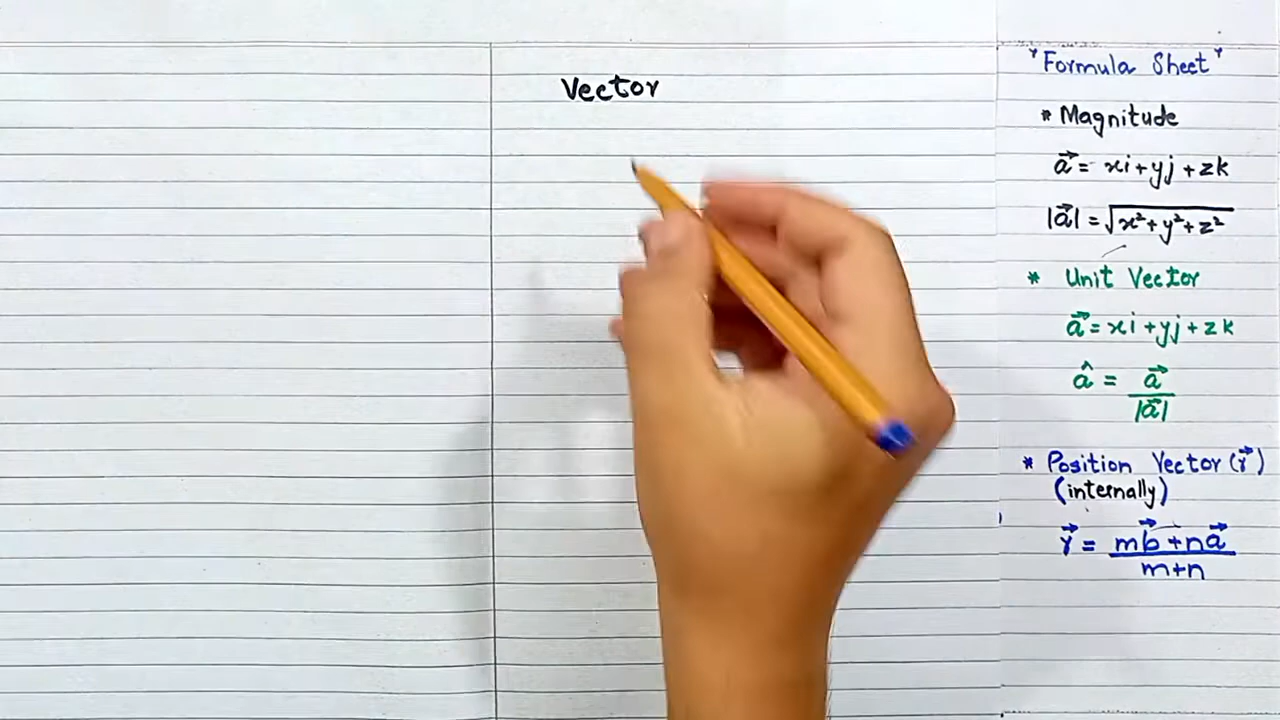 Vector
"Formula Sheet"
* Magnitude
a⃗ = xi + yj + zk
|a⃗| = √x² + y² + z²
* Unit Vector
a⃗ = xi + yj + zk
â = a⃗
|a⃗|
* Position Vector (r⃗)
(internally)
r⃗ = mb⃗ + na⃗
m+n